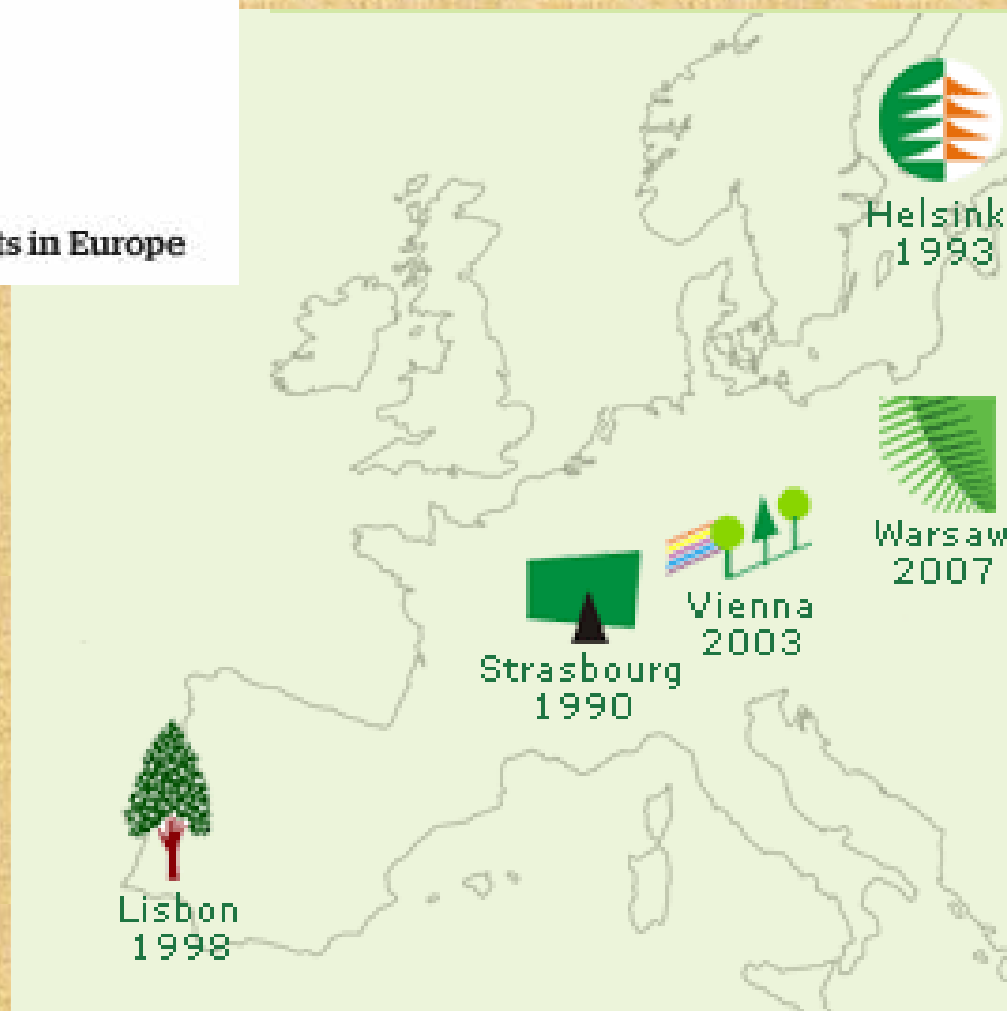 ts in Europe
Helsink
1993
Warsaw
2007
Vienna
2003
Strasbourg
1990
Lisbon
1998